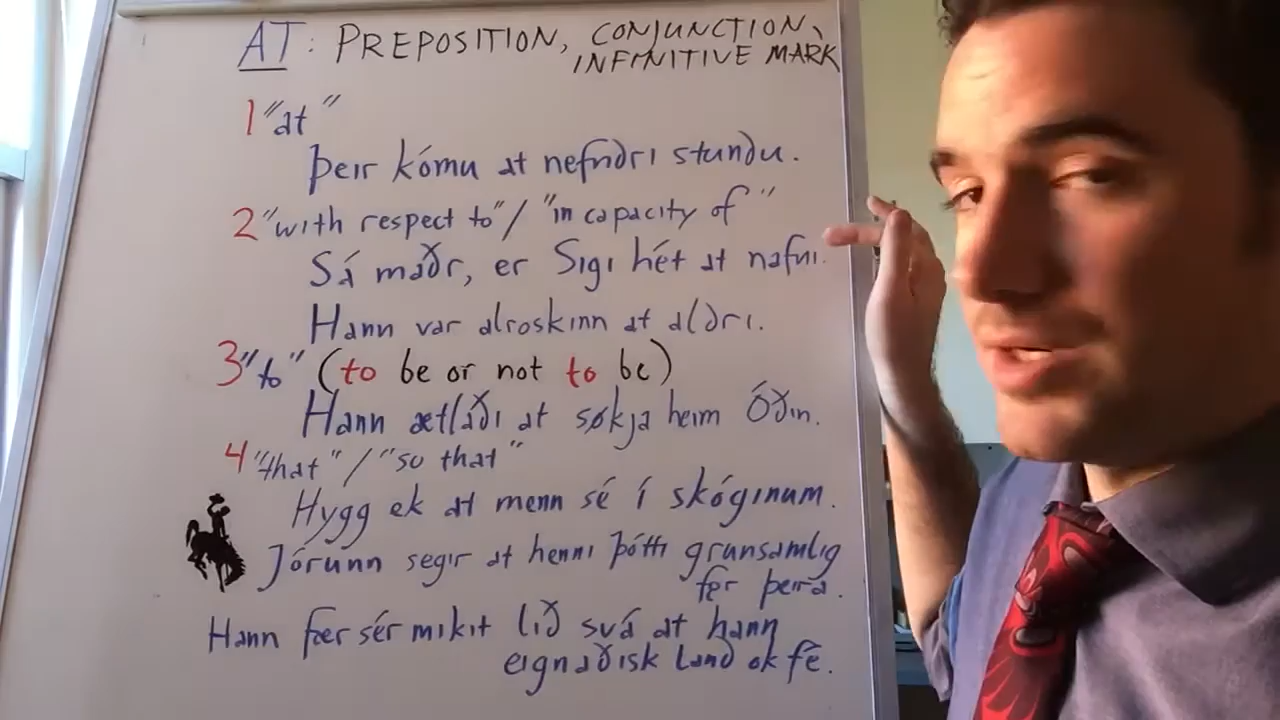 AT: PREPOSITION, CONJUNCTION,
INFINITIVE MARK
1 "at"
Þeir kómu at nefndri stundu.
2 "with respect to" / "in capacity of"
Sá maðr, er Sigi hét at nafni.
Hann var alroskinn at aldri.
3 "to" (to be or not to be)
Hann ætlaði at søkja heim Óðin.
4 "that" / "so that"
Hygg ek at menn sé í skóginum.
Jórunn segir at henni þótti grunsamlig
fǫr þeira.
Hann fær sér mikit lið svá at hann
eignaðisk land ok fé.